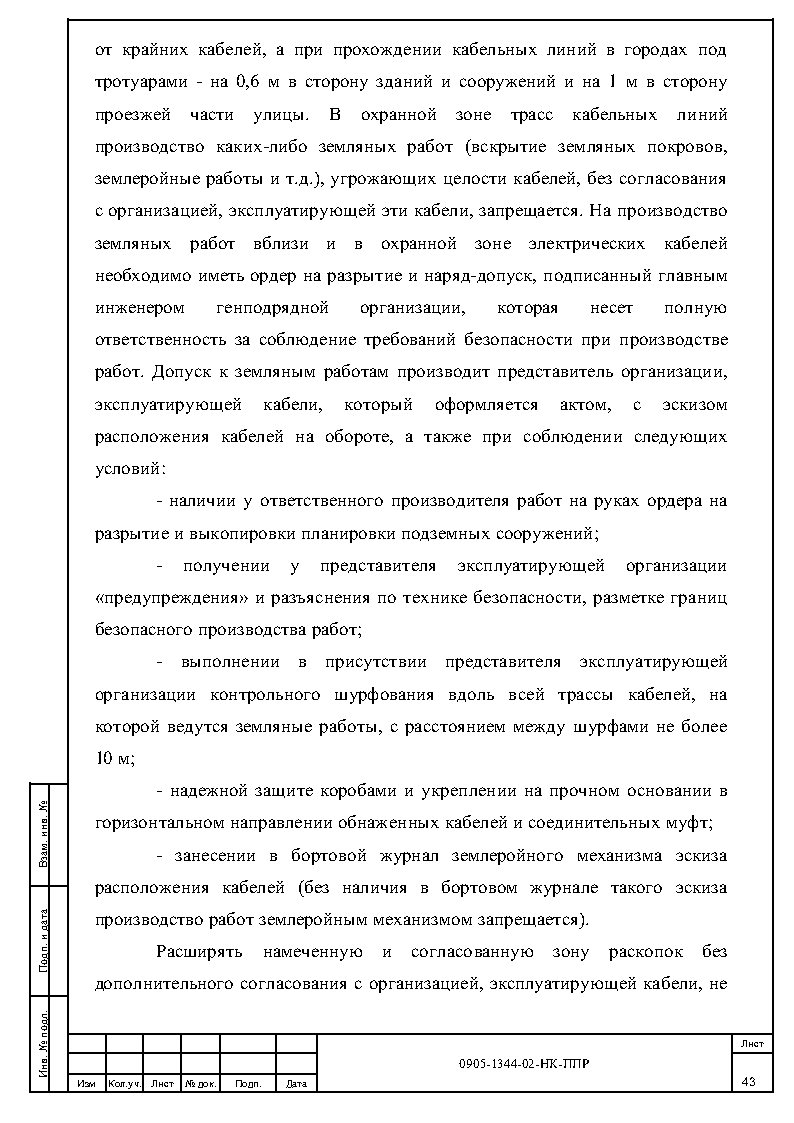 от крайних кабелей, а при прохождении кабельных линий в городах под
тротуарами - на 0,6 м в сторону зданий и сооружений и на 1 м в сторону
проезжей части улицы. В охранной зоне трасс кабельных линий
производство каких-либо земляных работ (вскрытие земляных покровов,
землеройные работы и т.д.), угрожающих целости кабелей, без согласования
с организацией, эксплуатирующей эти кабели, запрещается. На производство
земляных работ вблизи и в охранной зоне электрических кабелей
необходимо иметь ордер на разрытие и наряд-допуск, подписанный главным
инженером генподрядной организации, которая несет полную
ответственность за соблюдение требований безопасности при производстве
работ. Допуск к земляным работам производит представитель организации,
эксплуатирующей кабели, который оформляется актом, с эскизом
расположения кабелей на обороте, а также при соблюдении следующих
условий:
- наличии у ответственного производителя работ на руках ордера на
разрытие и выкопировки планировки подземных сооружений;
- получении у представителя эксплуатирующей организации
«предупреждения» и разъяснения по технике безопасности, разметке границ
безопасного производства работ;
- выполнении в присутствии представителя эксплуатирующей
организации контрольного шурфования вдоль всей трассы кабелей, на
которой ведутся земляные работы, с расстоянием между шурфами не более
10 м;
- надежной защите коробами и укреплении на прочном основании в
горизонтальном направлении обнаженных кабелей и соединительных муфт;
- занесении в бортовой журнал землеройного механизма эскиза
расположения кабелей (без наличия в бортовом журнале такого эскиза
производство работ землеройным механизмом запрещается).
Расширять намеченную и согласованную зону раскопок без
дополнительного согласования с организацией, эксплуатирующей кабели, не
Взам. инв. №
Подп. и дата
Инв. № подл.
Изм Кол.уч. Лист № док. Подп. Дата
0905-1344-02-НК-ППР
Лист
43